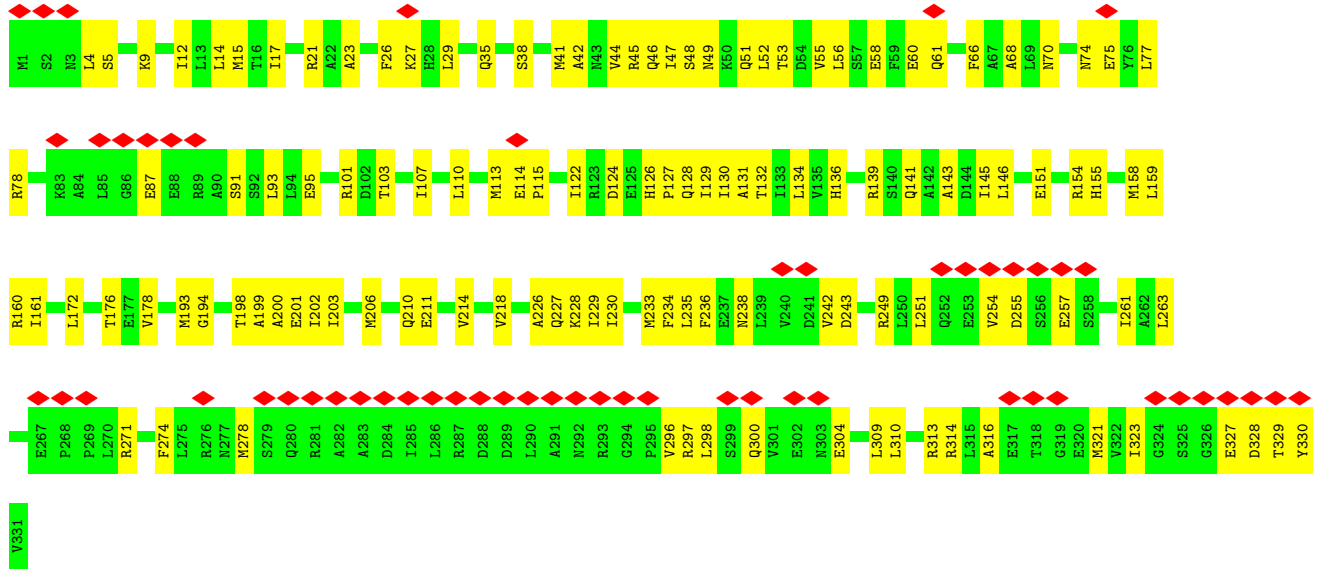 M1 S2 N3 L4 S5 K9 I12 L13 L14 M15 T16 I17 R21 A22 A23 F26 K27 H28 L29 Q35 S38 M41 A42 N43 V44 R45 Q46 I47 S48 N49 K50 Q51 L52 T53 D54 V55 L56 S57 E58 F59 E60 Q61 F66 A67 A68 L69 N70 N74 E75 Y76 L77
R78 K83 A84 L85 G86 E87 E88 R89 A90 S91 S92 L93 L94 E95 R101 D102 T103 I107 L110 M113 E114 P115 I122 R123 D124 E125 H126 P127 Q128 I129 I130 A131 T132 I133 L134 V135 H136 R139 S140 Q141 A142 A143 D144 I145 L146 E151 R154 H155 M158 L159
R160 I161 L172 T176 E177 V178 M193 G194 T198 A199 A200 E201 I202 I203 M206 Q210 E211 V214 V218 A226 Q227 K228 I229 I230 M233 F234 L235 F236 E237 N238 L239 V240 D241 V242 D243 R249 L250 L251 Q252 E253 V254 D255 S256 E257 S258 I261 A262 L263
E267 P268 P269 L270 R271 F274 L275 R276 N277 M278 S279 Q280 R281 A282 A283 D284 I285 L286 R287 D288 D289 L290 A291 N292 R293 G294 P295 V296 R297 L298 S299 Q300 V301 E302 N303 E304 L309 L310 R313 R314 L315 A316 E317 T318 G319 E320 M321 V322 I323 G324 S325 G326 E327 D328 T329 Y330
V331